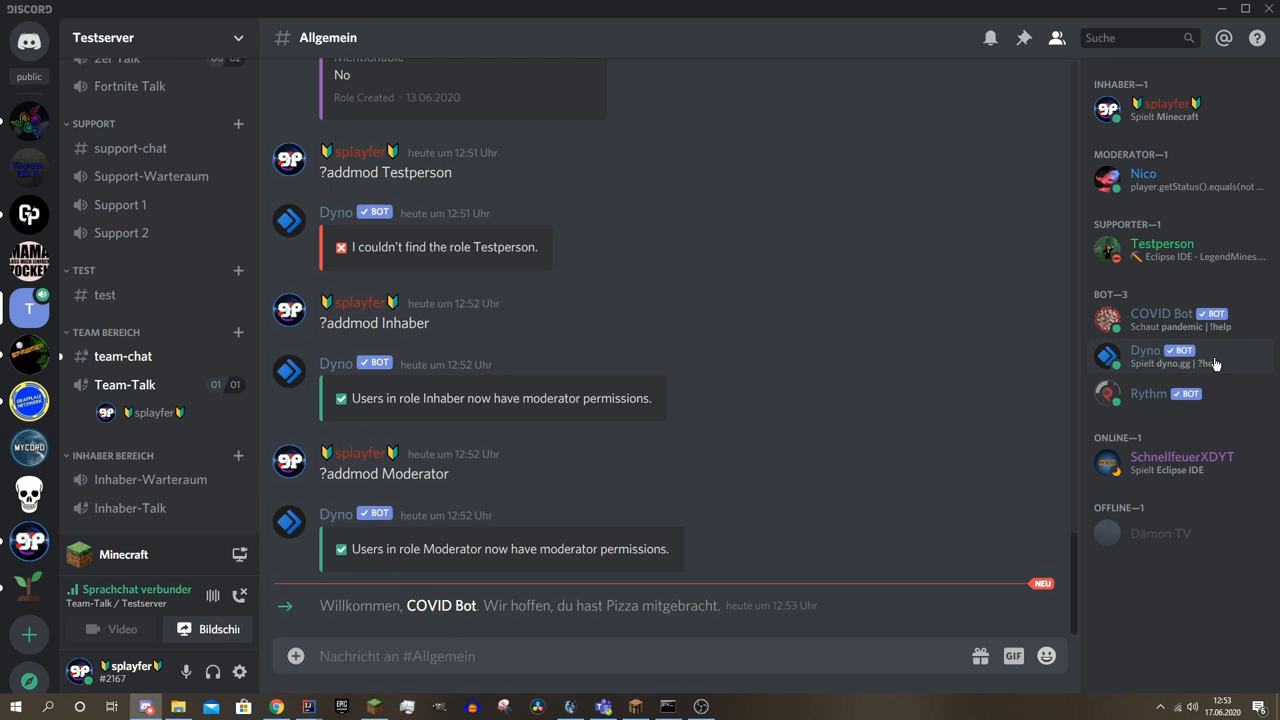 DISCORD
public
T
Testserver
2er Talk
Fortnite Talk
SUPPORT
support-chat
Support-Warteraum
Support 1
Support 2
TEST
test
TEAM BEREICH
team-chat
Team-Talk 01 01
splayfer
INHABER BEREICH
Inhaber-Warteraum
Inhaber-Talk
Minecraft
Sprachchat verbunden
Team-Talk / Testserver
Video
Bildschi
splayfer
#2167
# Allgemein
Suche
Mentionable
No
Role Created • 13.06.2020
splayfer heute um 12:51 Uhr
?addmod Testperson
Dyno BOT heute um 12:51 Uhr
I couldn't find the role Testperson.
splayfer heute um 12:52 Uhr
?addmod Inhaber
Dyno BOT heute um 12:52 Uhr
Users in role Inhaber now have moderator permissions.
splayfer heute um 12:52 Uhr
?addmod Moderator
Dyno BOT heute um 12:52 Uhr
Users in role Moderator now have moderator permissions.
NEU
Willkommen, COVID Bot. Wir hoffen, du hast Pizza mitgebracht. heute um 12:53 Uhr
Nachricht an #Allgemein
GIF
INHABER—1
splayfer
Spielt Minecraft
MODERATOR—1
Nico
player.getStatus().equals(not ...
SUPPORTER—1
Testperson
Eclipse IDE - LegendMines....
BOT—3
COVID Bot BOT
Schaut pandemic | !help
Dyno BOT
Spielt dyno.gg | ?he
Rythm BOT
ONLINE—1
SchnellfeuerXDYT
Spielt Eclipse IDE
OFFLINE—1
Dämon TV
12:53
17.06.2020